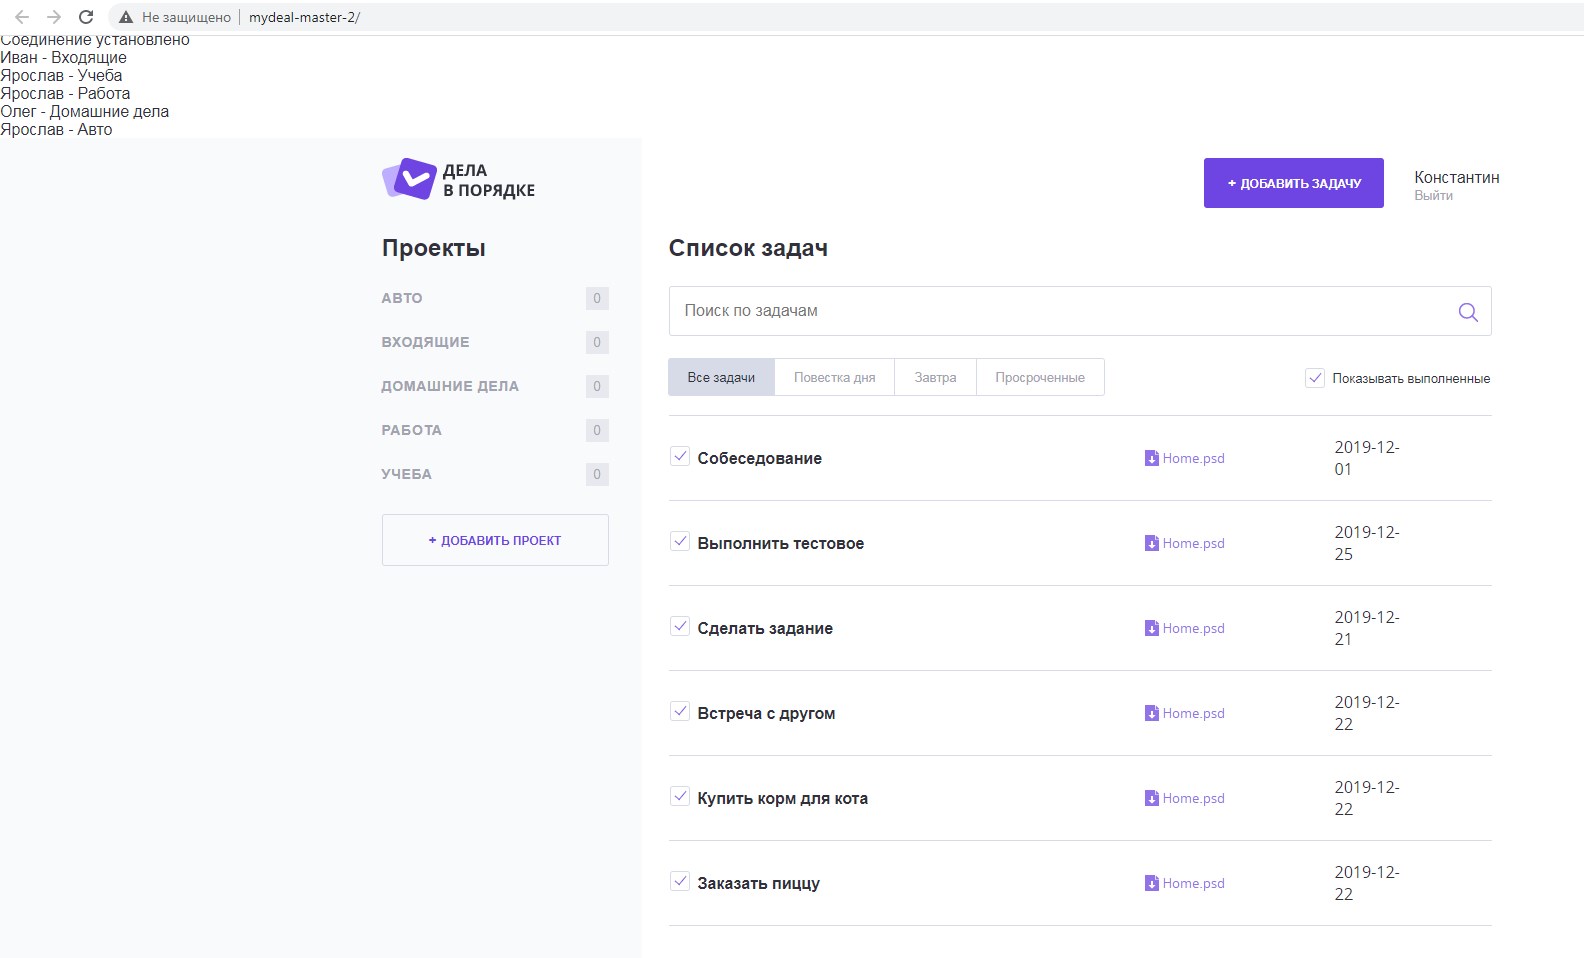 Не защищено | mydeal-master-2/
Соединение установлено
Иван - Входящие
Ярослав - Учеба
Ярослав - Работа
Олег - Домашние дела
Ярослав - Авто
ДЕЛА
В ПОРЯДКЕ
+ ДОБАВИТЬ ЗАДАЧУ
Константин
Выйти
Проекты
АВТО 0
ВХОДЯЩИЕ 0
ДОМАШНИЕ ДЕЛА 0
РАБОТА 0
УЧЕБА 0
+ ДОБАВИТЬ ПРОЕКТ
Список задач
Поиск по задачам
Все задачи Повестка дня Завтра Просроченные
Показывать выполненные
Собеседование Home.psd 2019-12-
01
Выполнить тестовое Home.psd 2019-12-
25
Сделать задание Home.psd 2019-12-
21
Встреча с другом Home.psd 2019-12-
22
Купить корм для кота Home.psd 2019-12-
22
Заказать пиццу Home.psd 2019-12-
22